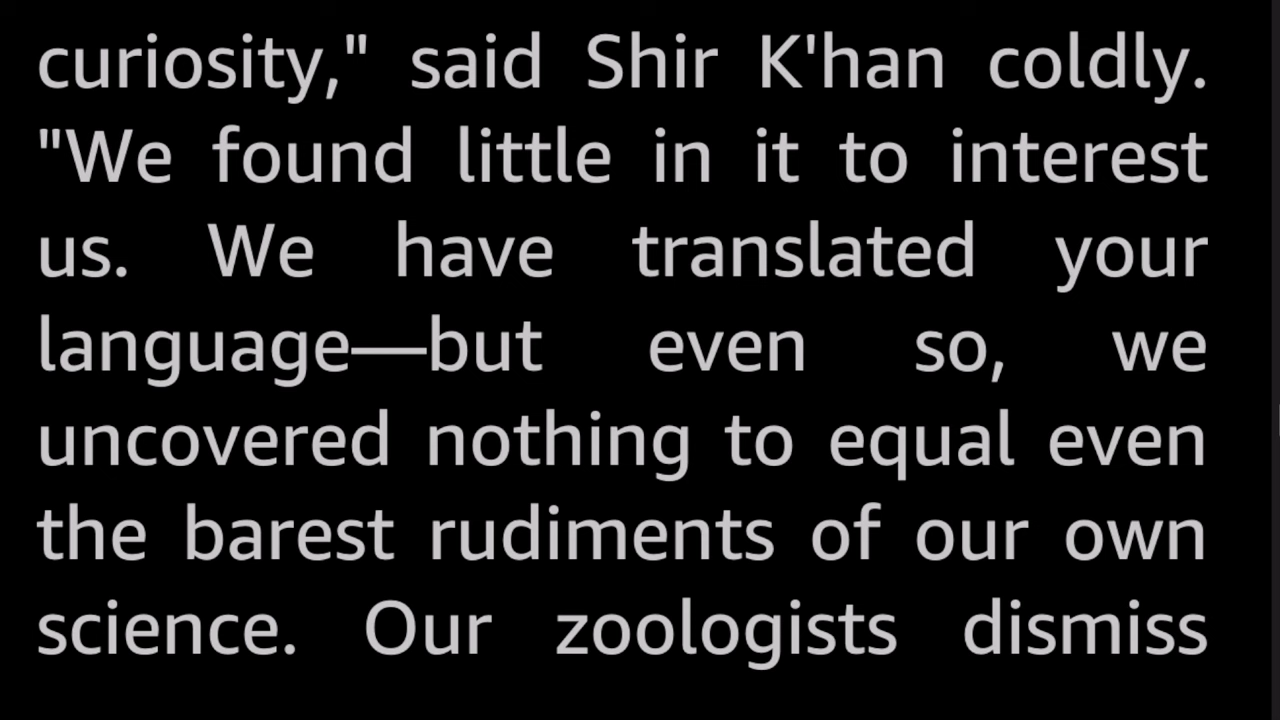 curiosity," said Shir K'han coldly.
"We found little in it to interest
us. We have translated your
language—but even so, we
uncovered nothing to equal even
the barest rudiments of our own
science. Our zoologists dismiss